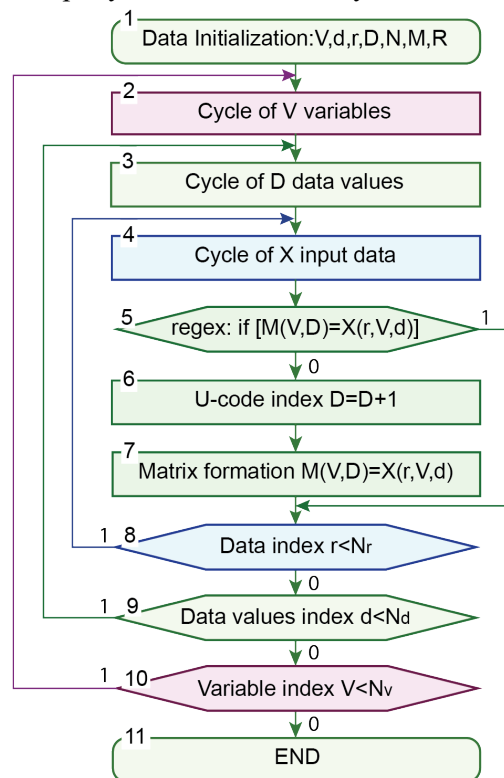 1
Data Initialization:V,d,r,D,N,M,R
2
Cycle of V variables
3
Cycle of D data values
4
Cycle of X input data
5
regex: if [M(V,D)=X(r,V,d)]
1
0
6
U-code index D=D+1
7
Matrix formation M(V,D)=X(r,V,d)
1
8
Data index r<Nr
0
1
9
Data values index d<Nd
0
1
10
Variable index V<Nv
0
11
END